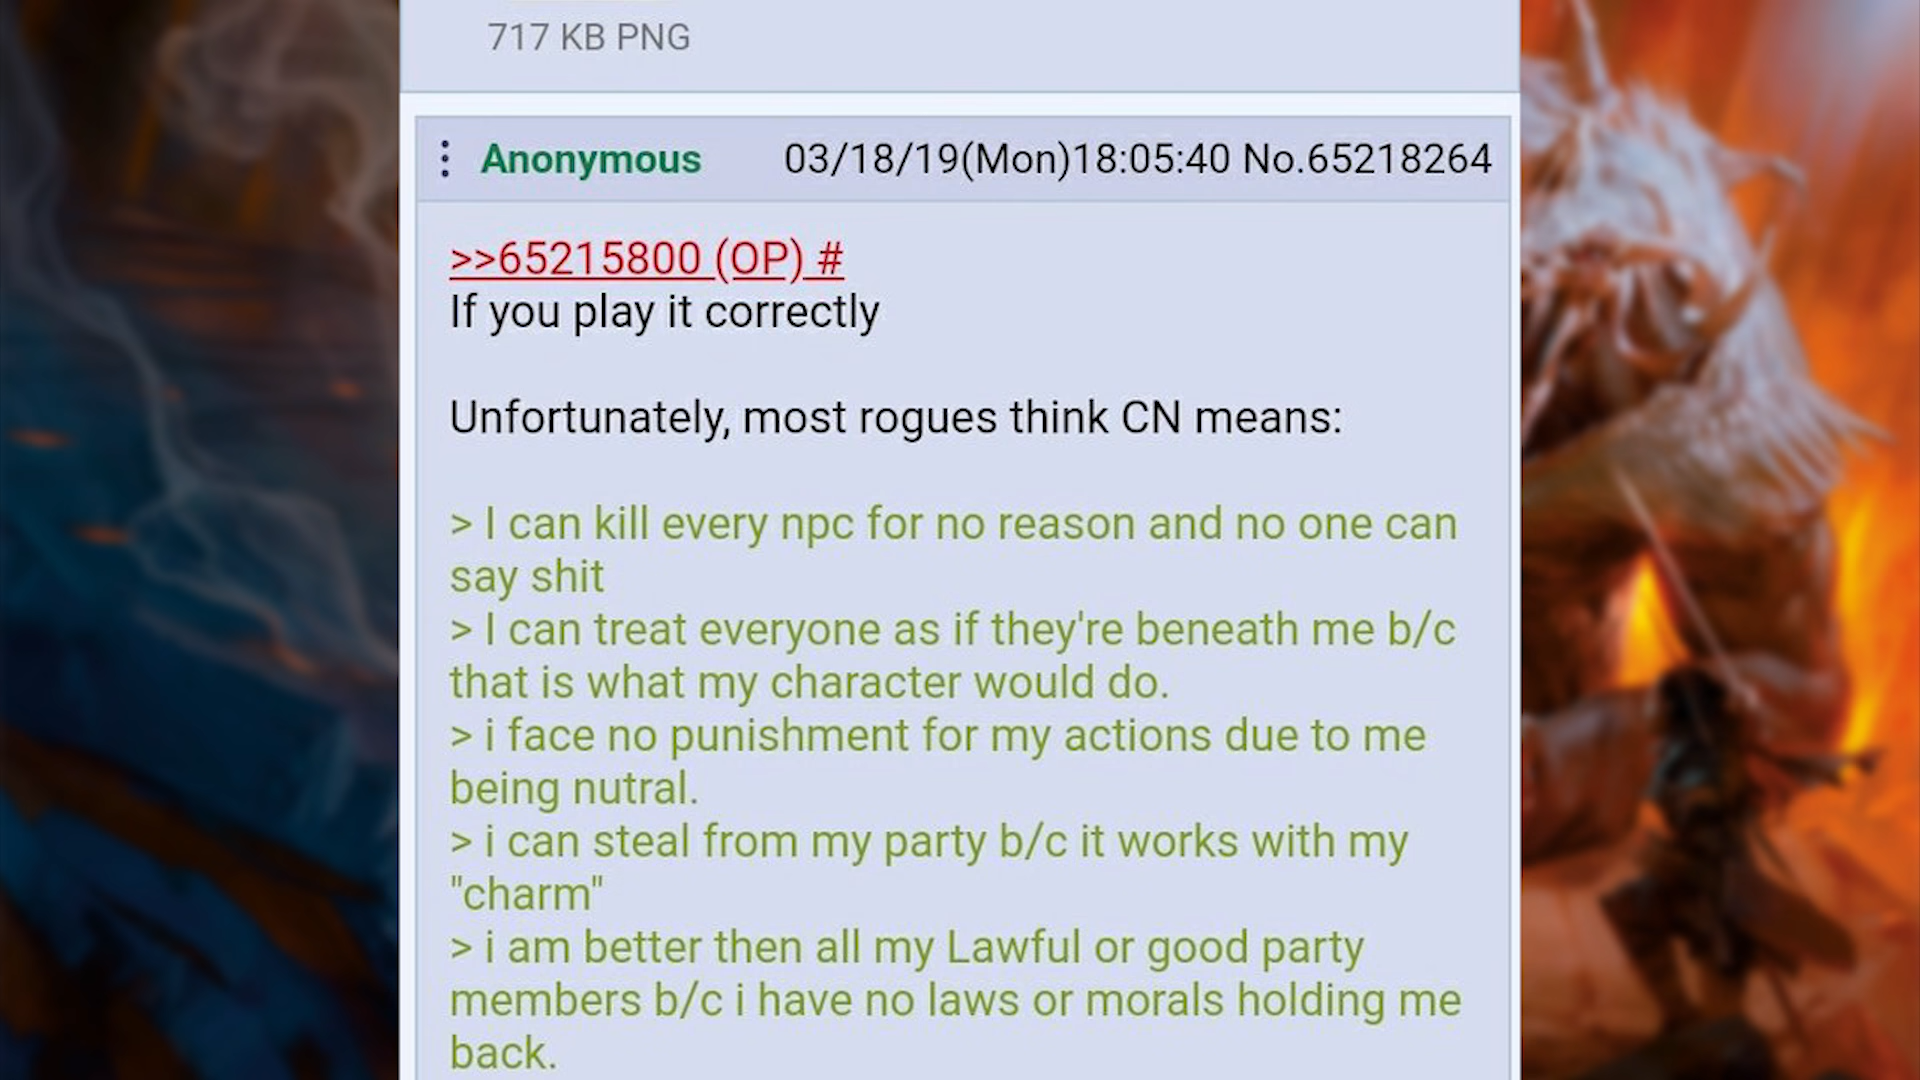 717 KB PNG
Anonymous 03/18/19(Mon)18:05:40 No.65218264
>>65215800 (OP) #
If you play it correctly
Unfortunately, most rogues think CN means:
> I can kill every npc for no reason and no one can
say shit
> I can treat everyone as if they're beneath me b/c
that is what my character would do.
> i face no punishment for my actions due to me
being nutral.
> i can steal from my party b/c it works with my
"charm"
> i am better then all my Lawful or good party
members b/c i have no laws or morals holding me
back.